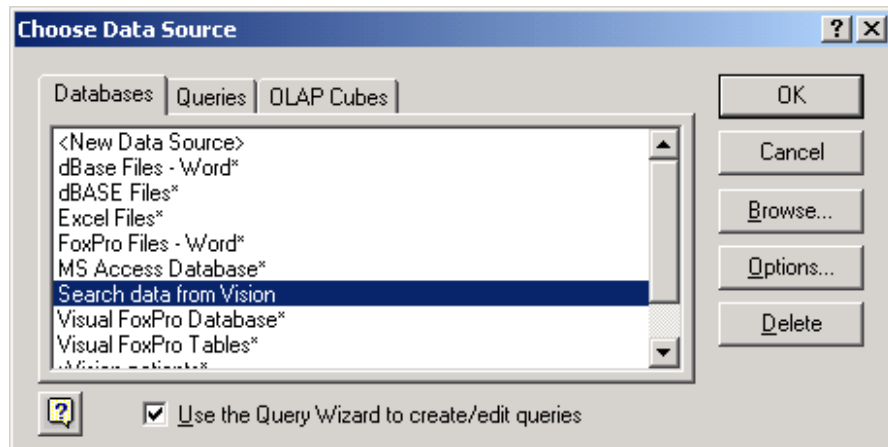 Choose Data Source
Databases Queries OLAP Cubes
<New Data Source>
dBase Files - Word*
dBASE Files*
Excel Files*
FoxPro Files - Word*
MS Access Database*
Search data from Vision
Visual FoxPro Database*
Visual FoxPro Tables*
OK
Cancel
Browse...
Options...
Delete
Use the Query Wizard to create/edit queries